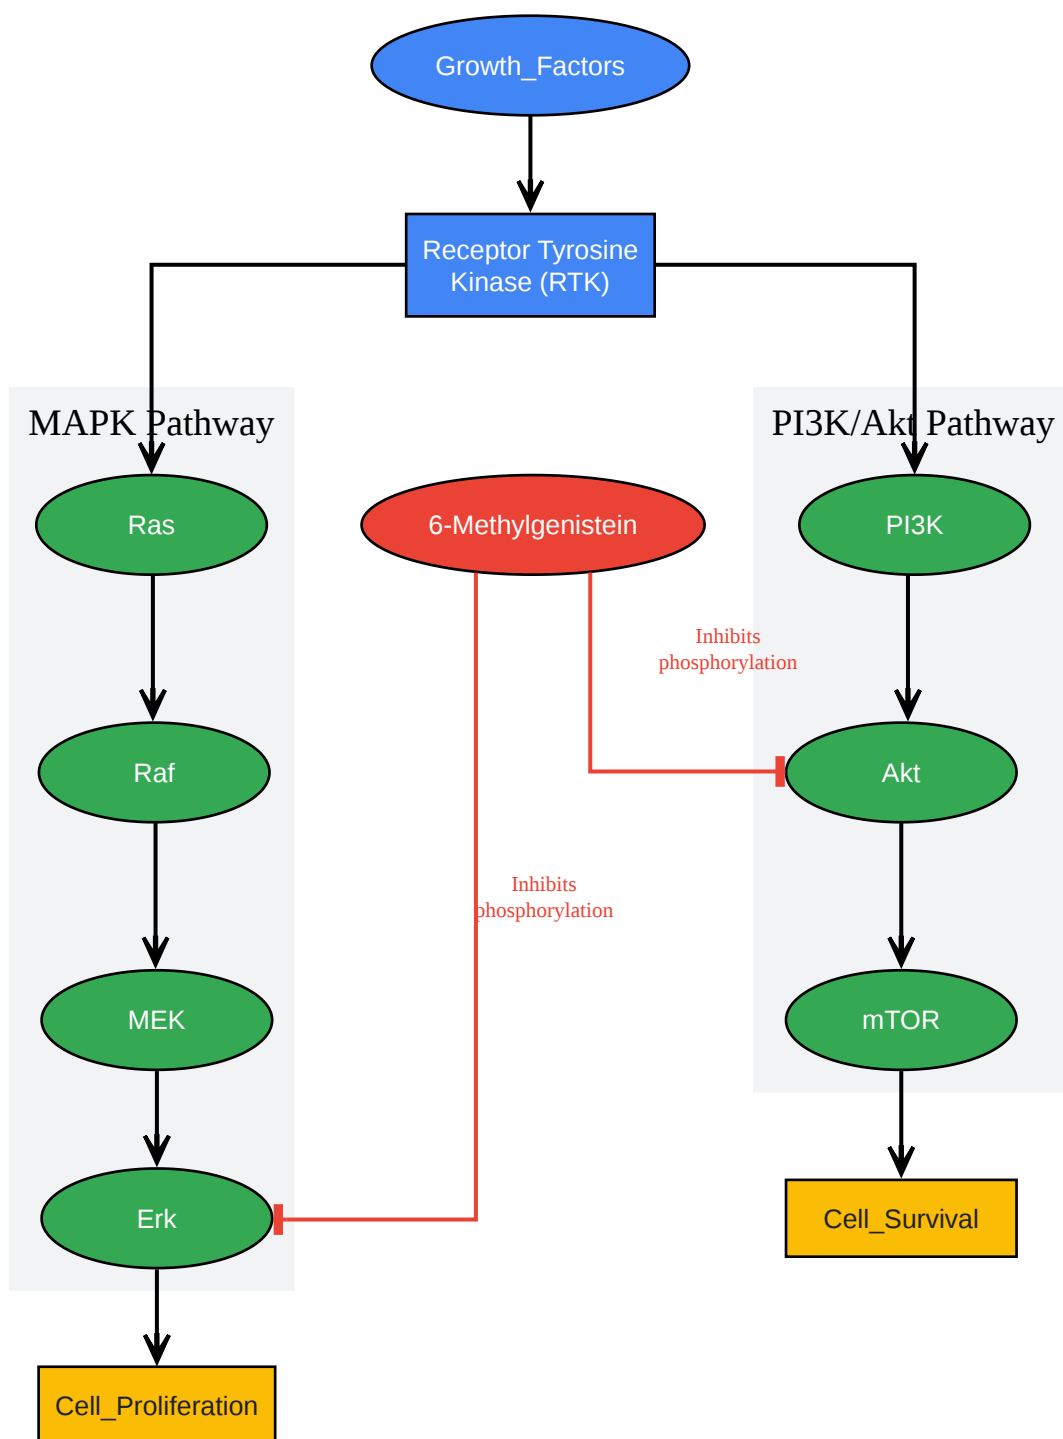 Growth_Factors
Receptor Tyrosine
Kinase (RTK)
MAPK Pathway
PI3K/Akt Pathway
Ras
6-Methylgenistein
PI3K
Inhibits
phosphorylation
Raf
Akt
Inhibits
phosphorylation
MEK
mTOR
Erk
Cell_Survival
Cell_Proliferation